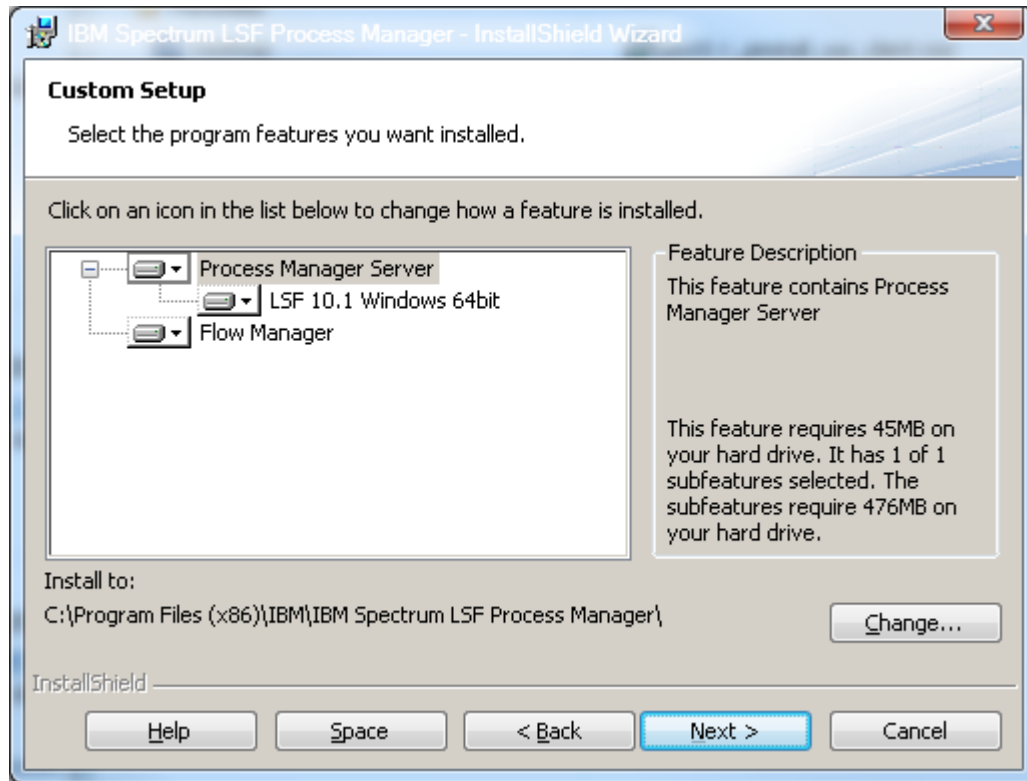 IBM Spectrum LSF Process Manager - InstallShield Wizard
Custom Setup
Select the program features you want installed.
Click on an icon in the list below to change how a feature is installed.
Process Manager Server
LSF 10.1 Windows 64bit
Flow Manager
Feature Description
This feature contains Process
Manager Server
This feature requires 45MB on
your hard drive. It has 1 of 1
subfeatures selected. The
subfeatures require 476MB on
your hard drive.
Install to:
C:\Program Files (x86)\IBM\IBM Spectrum LSF Process Manager\
Change...
InstallShield
Help
Space
< Back
Next >
Cancel